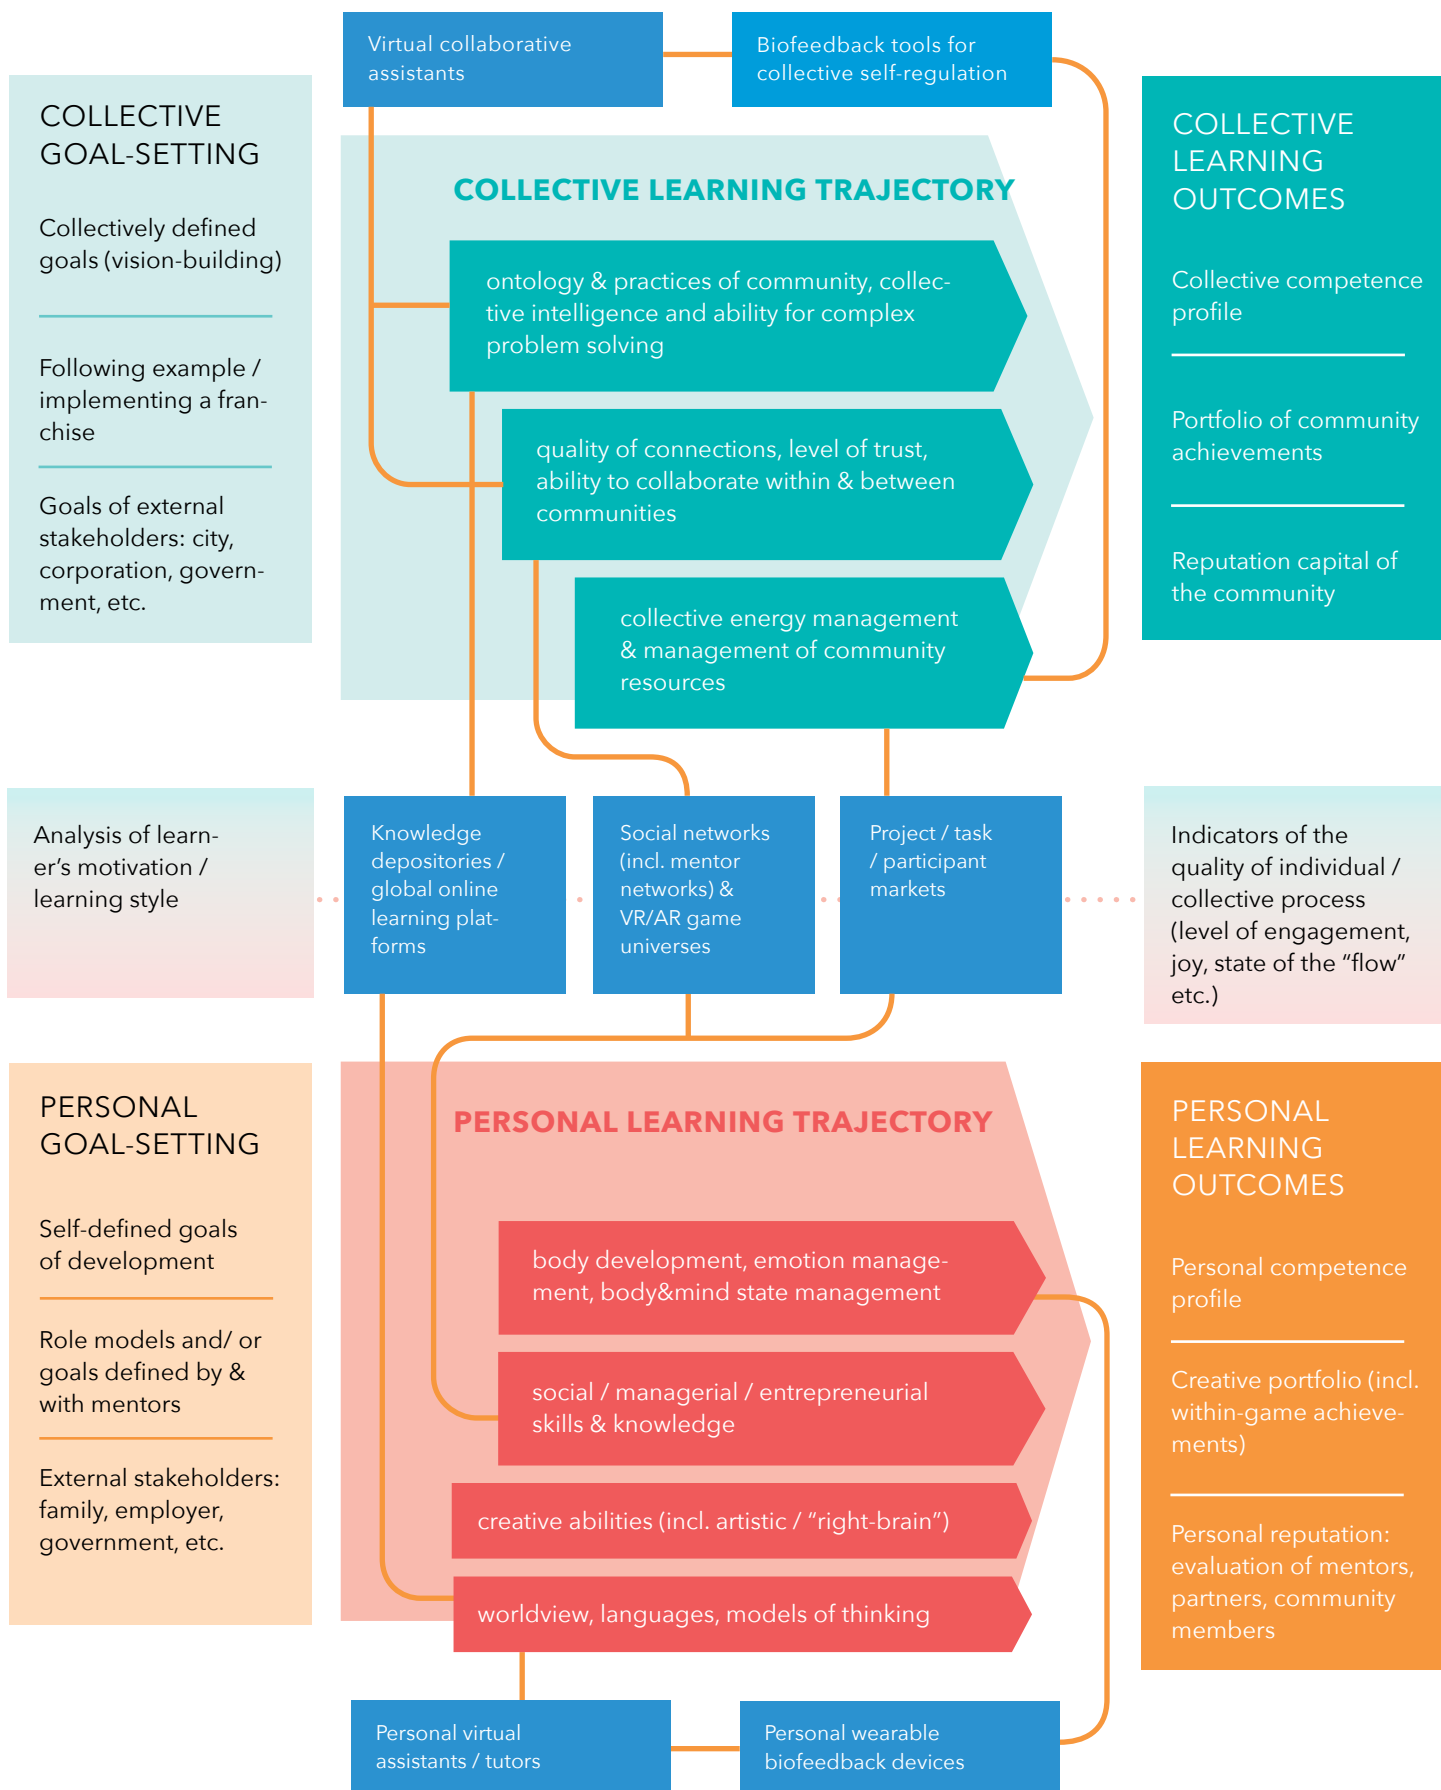 Virtual collaborative
assistants
Biofeedback tools for
collective self-regulation
COLLECTIVE
GOAL-SETTING
Collectively defined
goals (vision-building)
Following example /
implementing a fran-
chise
Goals of external
stakeholders: city,
corporation, govern-
ment, etc.
COLLECTIVE LEARNING TRAJECTORY
ontology & practices of community, collec-
tive intelligence and ability for complex
problem solving
quality of connections, level of trust,
ability to collaborate within & between
communities
collective energy management
& management of community
resources
COLLECTIVE
LEARNING
OUTCOMES
Collective competence
profile
Portfolio of community
achievements
Reputation capital of
the community
Analysis of learn-
er’s motivation /
learning style
Knowledge
depositories /
global online
learning plat-
forms
Social networks
(incl. mentor
networks) &
VR/AR game
universes
Project / task
/ participant
markets
Indicators of the
quality of individual /
collective process
(level of engagement,
joy, state of the “flow”
etc.)
PERSONAL
GOAL-SETTING
Self-defined goals
of development
Role models and/ or
goals defined by &
with mentors
External stakeholders:
family, employer,
government, etc.
PERSONAL LEARNING TRAJECTORY
body development, emotion manage-
ment, body&mind state management
social / managerial / entrepreneurial
skills & knowledge
creative abilities (incl. artistic / “right-brain”)
worldview, languages, models of thinking
PERSONAL
LEARNING
OUTCOMES
Personal competence
profile
Creative portfolio (incl.
within-game achieve-
ments)
Personal reputation:
evaluation of mentors,
partners, community
members
Personal virtual
assistants / tutors
Personal wearable
biofeedback devices